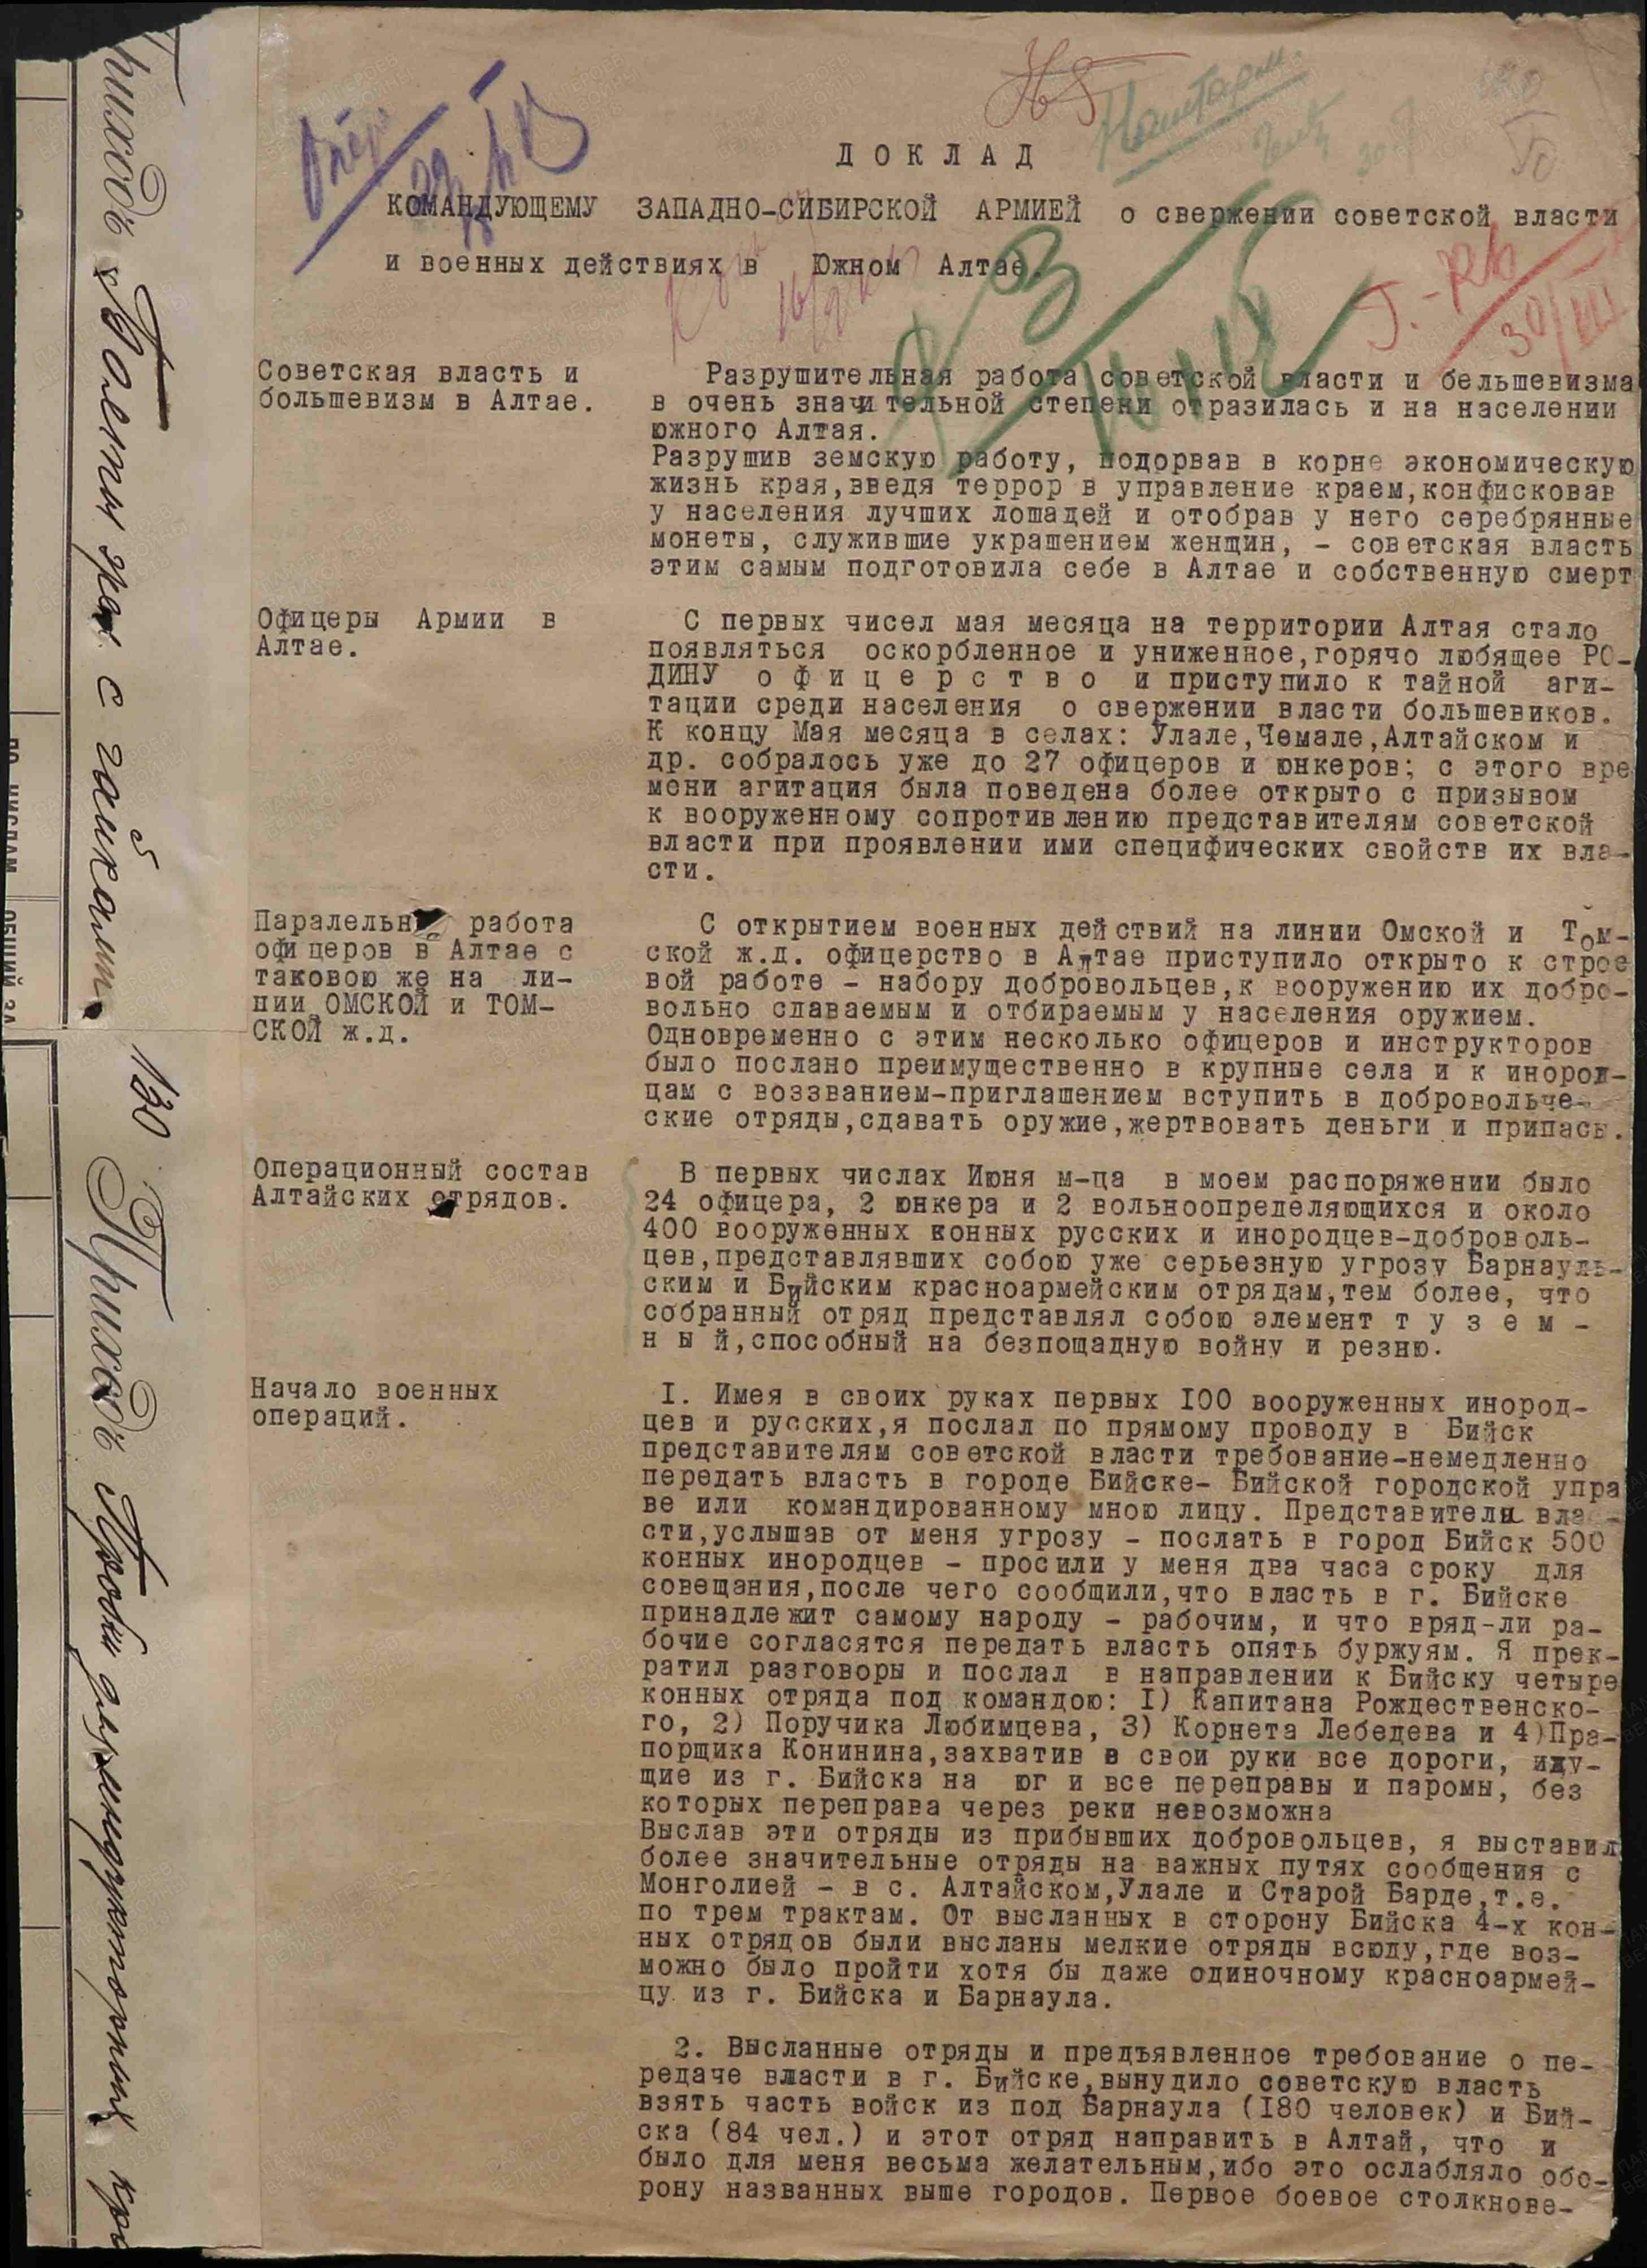 ДОКЛАД
КОМАНДУЮЩЕМУ ЗАПАДНО-СИБИРСКОЙ АРМИЕЙ о свержении советской власти
и военных действиях в Южном Алтае.
Советская власть и
большевизм в Алтае.
Разрушительная работа советской власти и бельшевизма
в очень значительной степени отразилась и на населении
южного Алтая.
Разрушив земскую работу, подорвав в корне экономическую
жизнь края,введя террор в управление краем,конфисковав
у населения лучших лошадей и отобрав у него серебрянные
монеты, служившие украшением женщин, - советская власть
этим самым подготовила себе в Алтае и собственную смерт
Офицеры Армии в
Алтае.
С первых чисел мая месяца на территории Алтая стало
появляться оскорбленное и униженное,горячо любящее РО-
ДИНУ о ф и ц е р с т в о и приступило к тайной аги-
тации среди населения о свержении власти большевиков.
К концу Мая месяца в селах: Улале,Чемале,Алтайском и
др. собралось уже до 27 офицеров и юнкеров; с этого вре
мени агитация была поведена более открыто с призывом
к вооруженному сопротивлению представителям советской
власти при проявлении ими специфических свойств их вла-
сти.
Паралельн работа
офицеров в Алтае с
таковою же на ли-
нии ОМСКОЙ и ТОМ-
СКОЙ ж.д.
С открытием военных действий на линии Омской и Том-
ской ж.д. офицерство в Алтае приступило открыто к строе
вой работе - набору добровольцев,к вооружению их добро-
вольно сдаваемым и отбираемым у населения оружием.
Одновременно с этим несколько офицеров и инструкторов
было послано преимущественно в крупные села и к инород-
цам с воззванием-приглашением вступить в добровольче-
ские отряды,сдавать оружие,жертвовать деньги и припасы.
Операционный состав
Алтайских отрядов.
В первых числах Июня м-ца в моем распоряжении было
24 офицера, 2 юнкера и 2 вольноопределяющихся и около
400 вооруженных конных русских и инородцев-доброволь-
цев,представлявших собою уже серьезную угрозу Барнауль-
ским и Бийским красноармейским отрядам,тем более, что
собранный отряд представлял собою элемент т у з е м -
н ы й,способный на безпощадную войну и резню.
Начало военных
операций.
I. Имея в своих руках первых I00 вооруженных инород-
цев и русских,я послал по прямому проводу в Бийск
представителям советской власти требование-немедленно
передать власть в городе Бийске- Бийской городской упра
ве или командированному мною лицу. Представители вла-
сти,услышав от меня угрозу - послать в город Бийск 500
конных инородцев - просили у меня два часа сроку для
совещания,после чего сообщили,что власть в г. Бийске
принадлежит самому народу - рабочим, и что вряд-ли ра-
бочие согласятся передать власть опять буржуям. Я прек-
ратил разговоры и послал в направлении к Бийску четыре
конных отряда под командою: I) Капитана Рождественско-
го, 2) Поручика Любимцева, 3) Корнета Лебедева и 4)Пра-
порщика Конинина,захватив в свои руки все дороги, иду-
щие из г. Бийска на юг и все переправы и паромы, без
которых переправа через реки невозможна
Выслав эти отряды из прибывших добровольцев, я выставил
более значительные отряды на важных путях сообщения с
Монголией - в с. Алтайском,Улале и Старой Барде,т.е.
по трем трактам. От высланных в сторону Бийска 4-х кон-
ных отрядов были высланы мелкие отряды всюду,где воз-
можно было пройти хотя бы даже одиночному красноармей-
цу из г. Бийска и Барнаула.
2. Высланные отряды и предъявленное требование о пе-
редаче власти в г. Бийске,вынудило советскую власть
взять часть войск из под Барнаула (I80 человек) и Бий-
ска (84 чел.) и этот отряд направить в Алтай, что и
было для меня весьма желательным,ибо это ослабляло обо-
рону названных выше городов. Первое боевое столкнове-